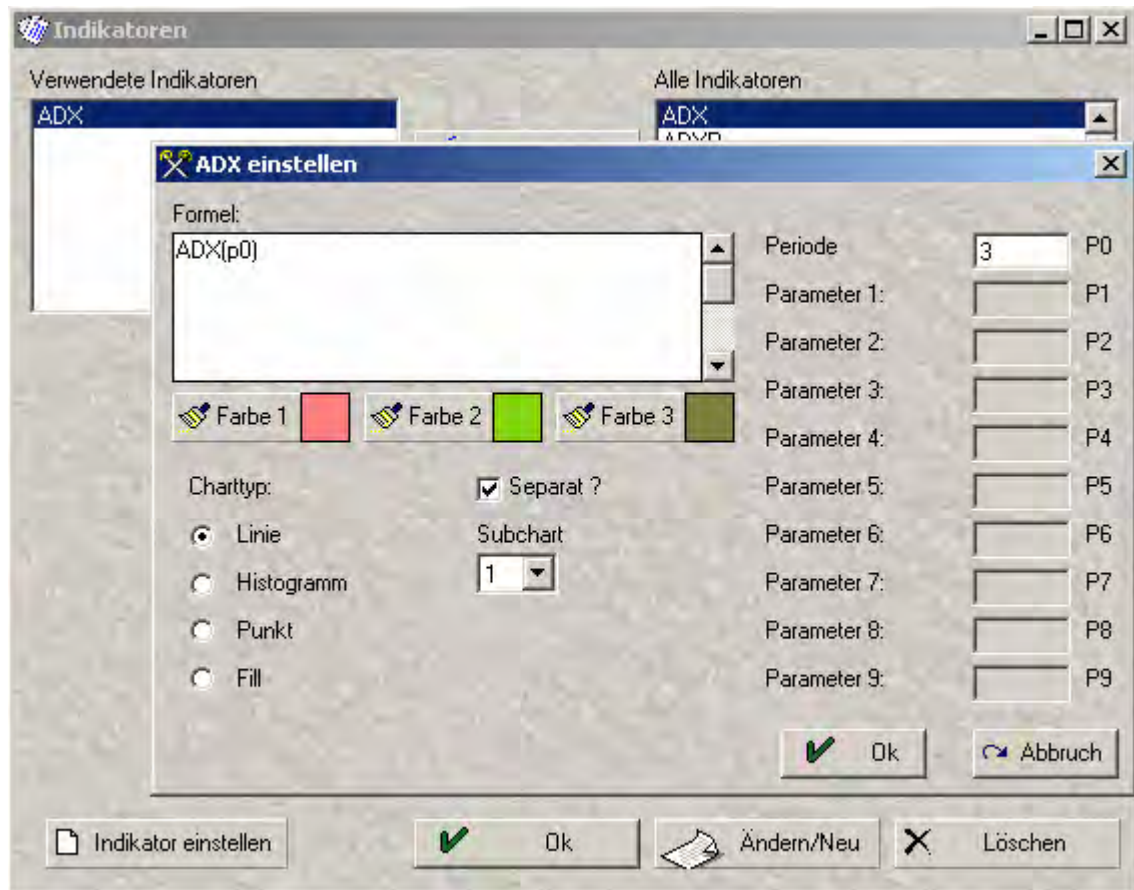 Indikatoren
Verwendete Indikatoren
Alle Indikatoren
ADX
ADX
ADX einstellen
Formel:
ADX(p0)
Periode 3 P0
Parameter 1: P1
Parameter 2: P2
Parameter 3: P3
Parameter 4: P4
Parameter 5: P5
Parameter 6: P6
Parameter 7: P7
Parameter 8: P8
Parameter 9: P9
Farbe 1
Farbe 2
Farbe 3
Charttyp:
Separat ?
Linie
Histogramm
Punkt
Fill
Subchart
1
Ok
Abbruch
Indikator einstellen
Ok
Ändern/Neu
Löschen